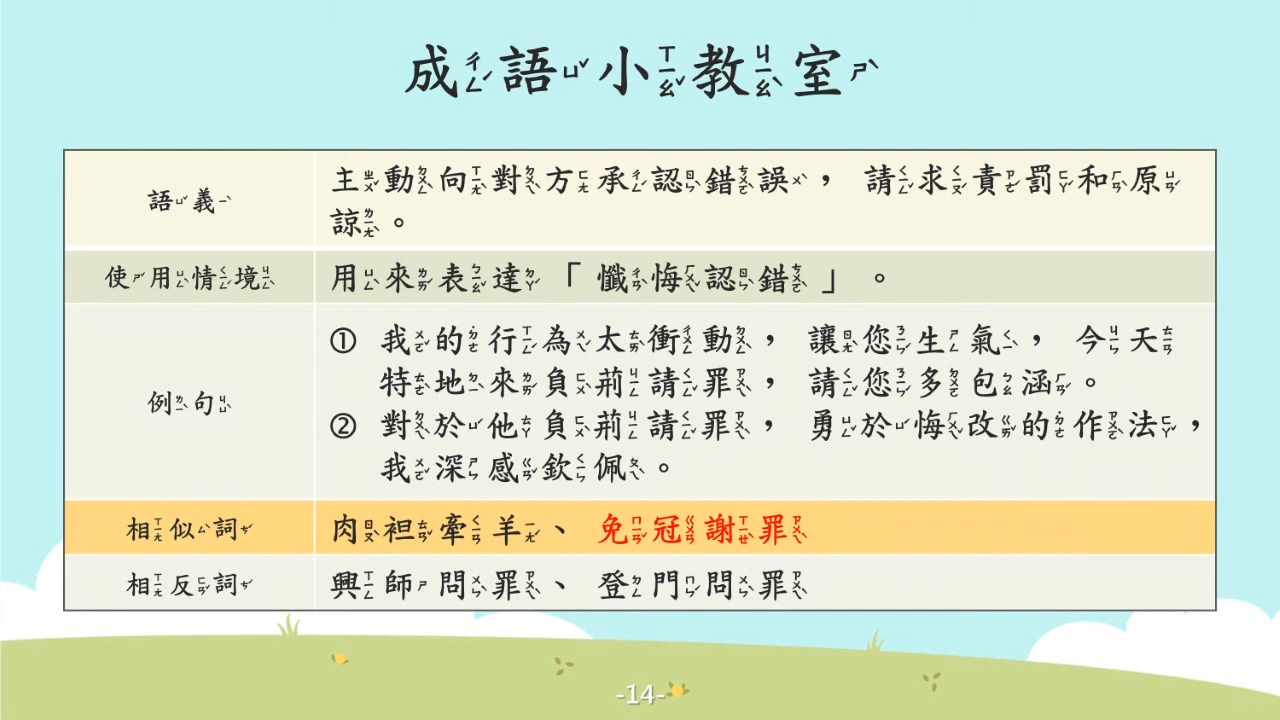 成語小教室
語義
主動向對方承認錯誤，請求責罰和原
諒。
使用情境
用來表達「懺悔認錯」。
例句
① 我的行為太衝動，讓您生氣，今天
特地來負荊請罪，請您多包涵。
② 對於他負荊請罪，勇於悔改的作法，
我深感欽佩。
相似詞
肉袒牽羊、免冠謝罪
相反詞
興師問罪、登門問罪
-14-